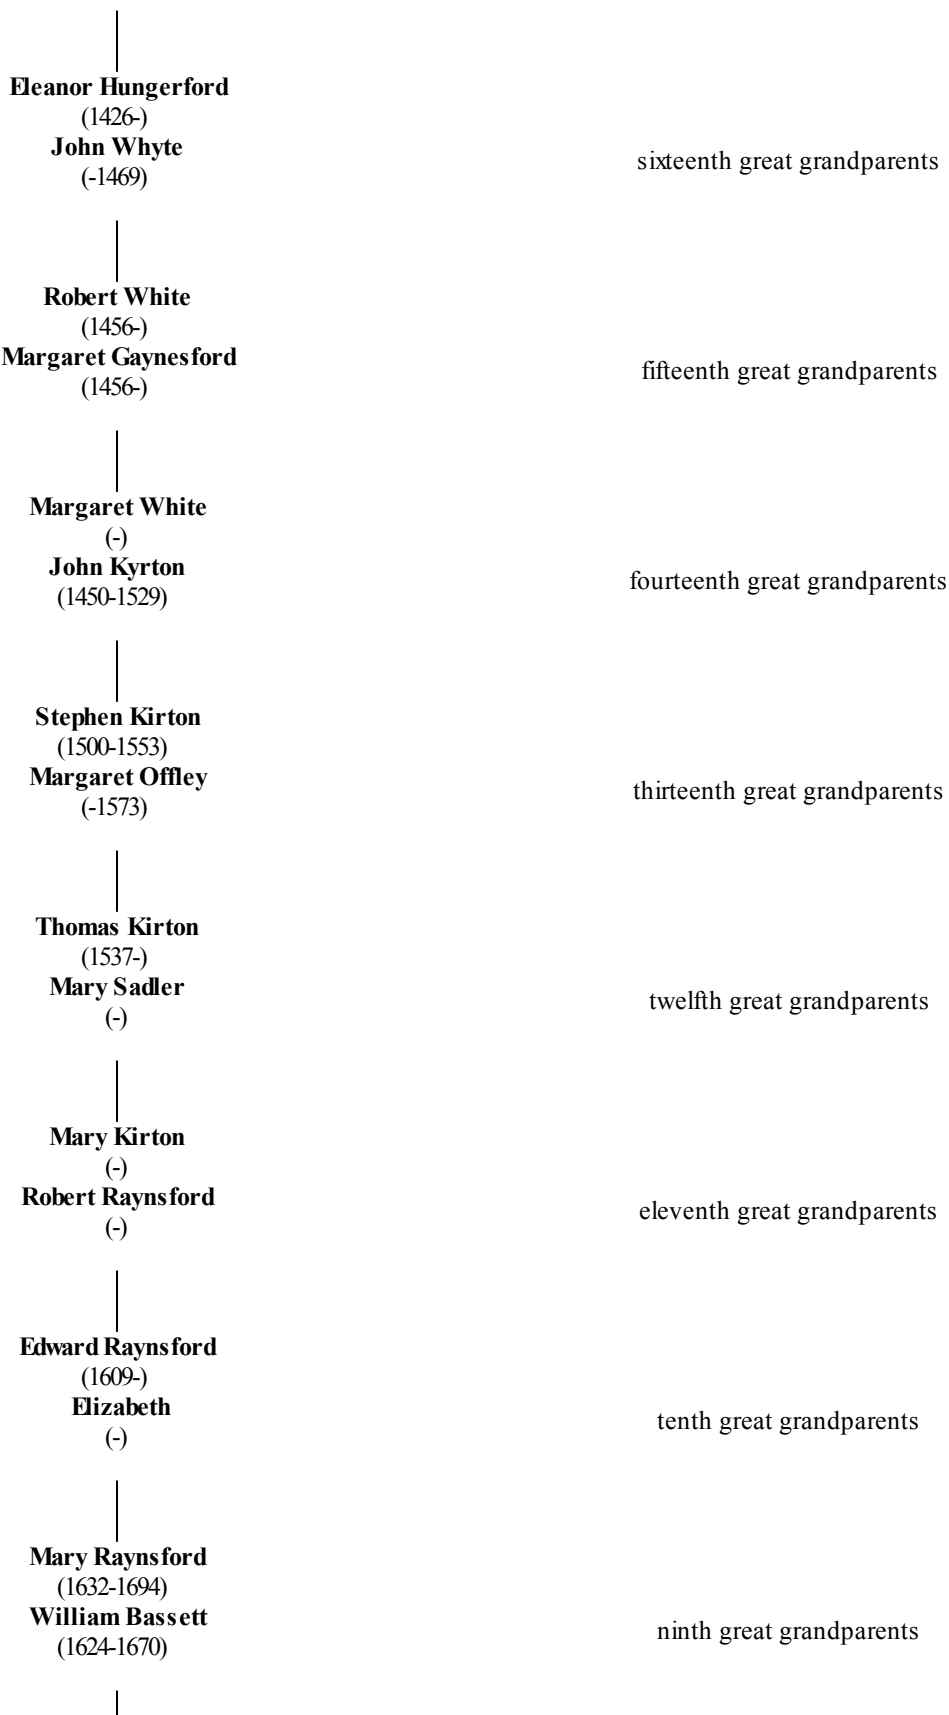 Eleanor Hungerford
(1426-)
John Whyte
(-1469)
sixteenth great grandparents
Robert White
(1456-)
Margaret Gaynesford
(1456-)
fifteenth great grandparents
Margaret White
(-)
John Kyrton
(1450-1529)
fourteenth great grandparents
Stephen Kirton
(1500-1553)
Margaret Offley
(-1573)
thirteenth great grandparents
Thomas Kirton
(1537-)
Mary Sadler
(-)
twelfth great grandparents
Mary Kirton
(-)
Robert Raynsford
(-)
eleventh great grandparents
Edward Raynsford
(1609-)
Elizabeth
(-)
tenth great grandparents
Mary Raynsford
(1632-1694)
William Bassett
(1624-1670)
ninth great grandparents